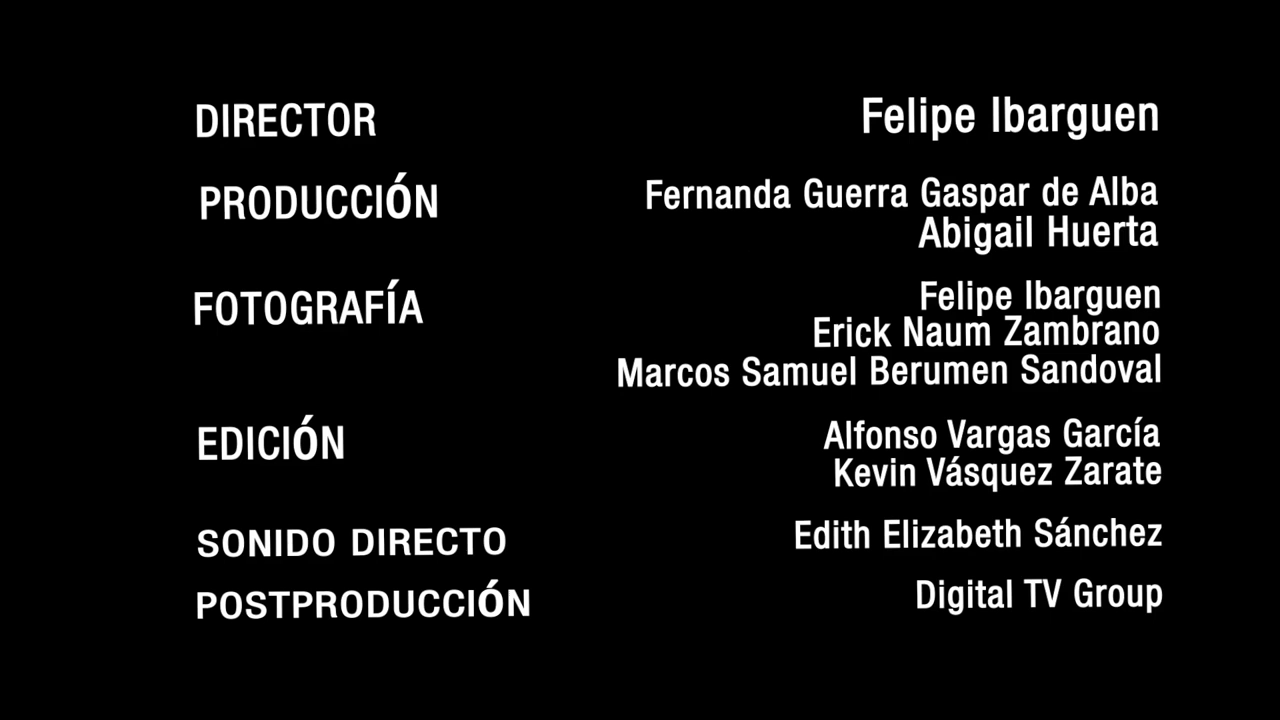 DIRECTOR Felipe Ibarguen
PRODUCCIÓN Fernanda Guerra Gaspar de Alba
Abigail Huerta
FOTOGRAFÍA Felipe Ibarguen
Erick Naum Zambrano
Marcos Samuel Berumen Sandoval
EDICIÓN Alfonso Vargas García
Kevin Vásquez Zarate
SONIDO DIRECTO Edith Elizabeth Sánchez
POSTPRODUCCIÓN Digital TV Group